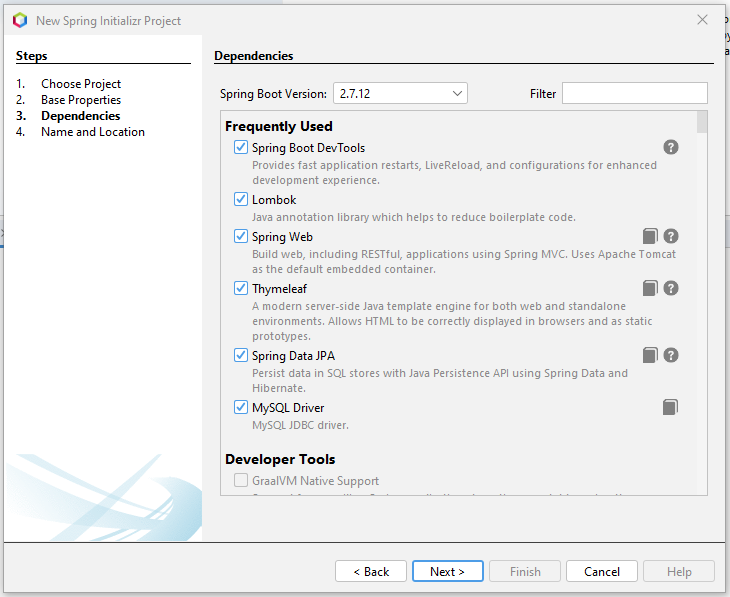 New Spring Initializr Project
Steps
1. Choose Project
2. Base Properties
3. Dependencies
4. Name and Location
Dependencies
Spring Boot Version: 2.7.12
Filter
Frequently Used
Spring Boot DevTools
Provides fast application restarts, LiveReload, and configurations for enhanced
development experience.
Lombok
Java annotation library which helps to reduce boilerplate code.
Spring Web
Build web, including RESTful, applications using Spring MVC. Uses Apache Tomcat
as the default embedded container.
Thymeleaf
A modern server-side Java template engine for both web and standalone
environments. Allows HTML to be correctly displayed in browsers and as static
prototypes.
Spring Data JPA
Persist data in SQL stores with Java Persistence API using Spring Data and
Hibernate.
MySQL Driver
MySQL JDBC driver.
Developer Tools
GraalVM Native Support
< Back
Next >
Finish
Cancel
Help